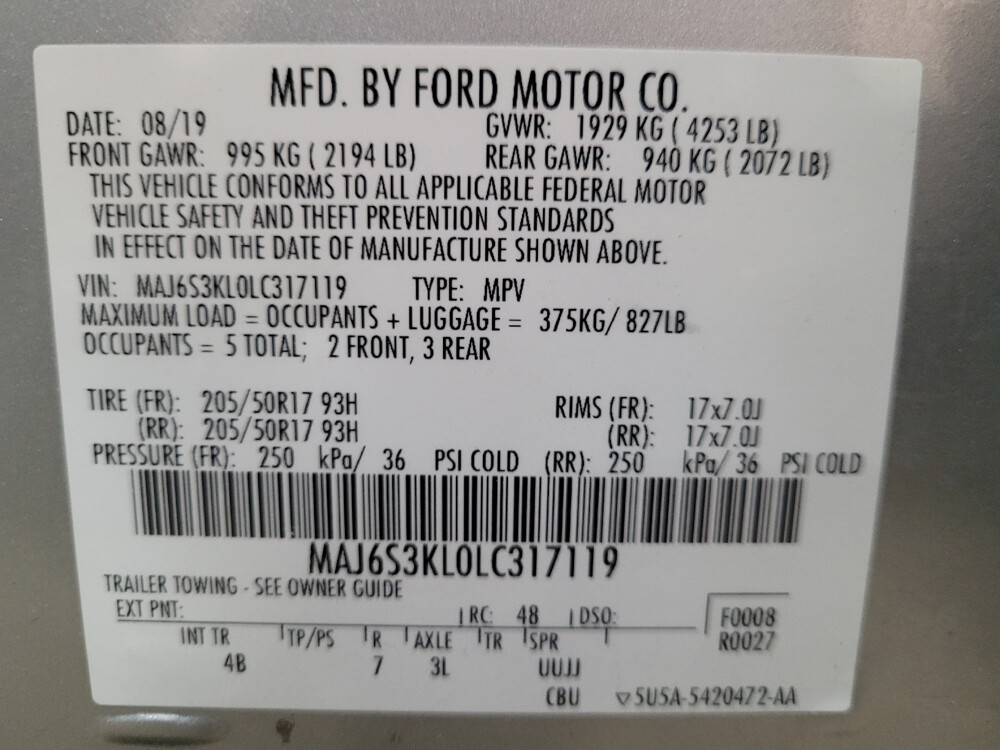 MFD. BY FORD MOTOR CO.
DATE: 08/19 GVWR: 1929 KG ( 4253 LB)
FRONT GAWR: 995 KG ( 2194 LB) REAR GAWR: 940 KG ( 2072 LB)
THIS VEHICLE CONFORMS TO ALL APPLICABLE FEDERAL MOTOR
VEHICLE SAFETY AND THEFT PREVENTION STANDARDS
IN EFFECT ON THE DATE OF MANUFACTURE SHOWN ABOVE.
VIN: MAJ6S3KL0LC317119 TYPE: MPV
MAXIMUM LOAD = OCCUPANTS + LUGGAGE = 375KG/ 827LB
OCCUPANTS = 5 TOTAL; 2 FRONT, 3 REAR
TIRE (FR): 205/50R17 93H RIMS (FR): 17x7.0J
(RR): 205/50R17 93H (RR): 17x7.0J
PRESSURE (FR): 250 kPa/ 36 PSI COLD (RR): 250 kPa/ 36 PSI COLD
MAJ6S3KL0LC317119
TRAILER TOWING - SEE OWNER GUIDE
EXT PNT: RC: 48 DSO: F0008
INT TR TP/PS R AXLE TR SPR R0027
4B 7 3L UUJJ
CBU ▽5U5A-5420472-AA